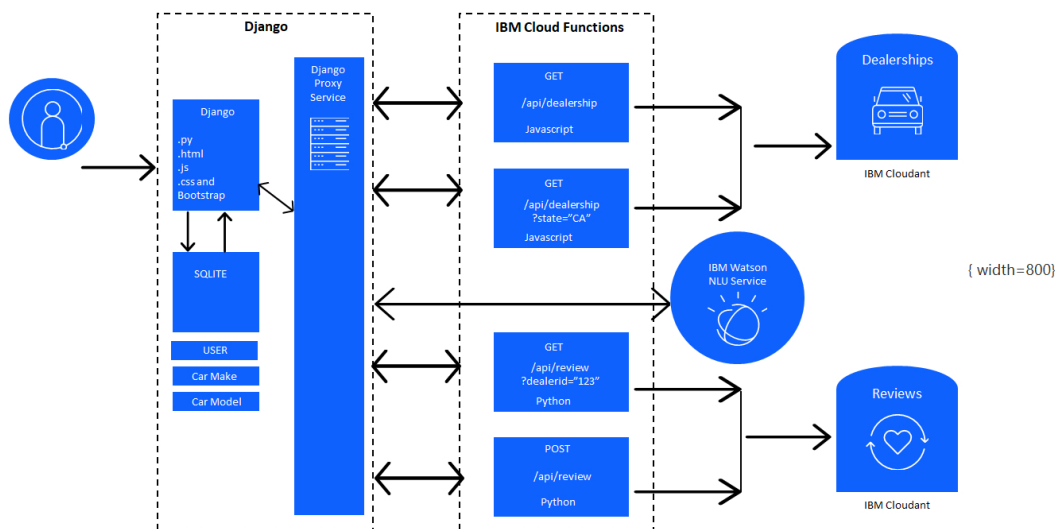 Django
Django
.py
.html
.js
.css and
Bootstrap
SQLITE
USER
Car Make
Car Model
Django
Proxy
Service
IBM Cloud Functions
GET
/api/dealership
Javascript
GET
/api/dealership
?state="CA"
Javascript
GET
/api/review
?dealerid="123"
Python
POST
/api/review
Python
IBM Watson
NLU Service
Dealerships
IBM Cloudant
{ width=800}
Reviews
IBM Cloudant